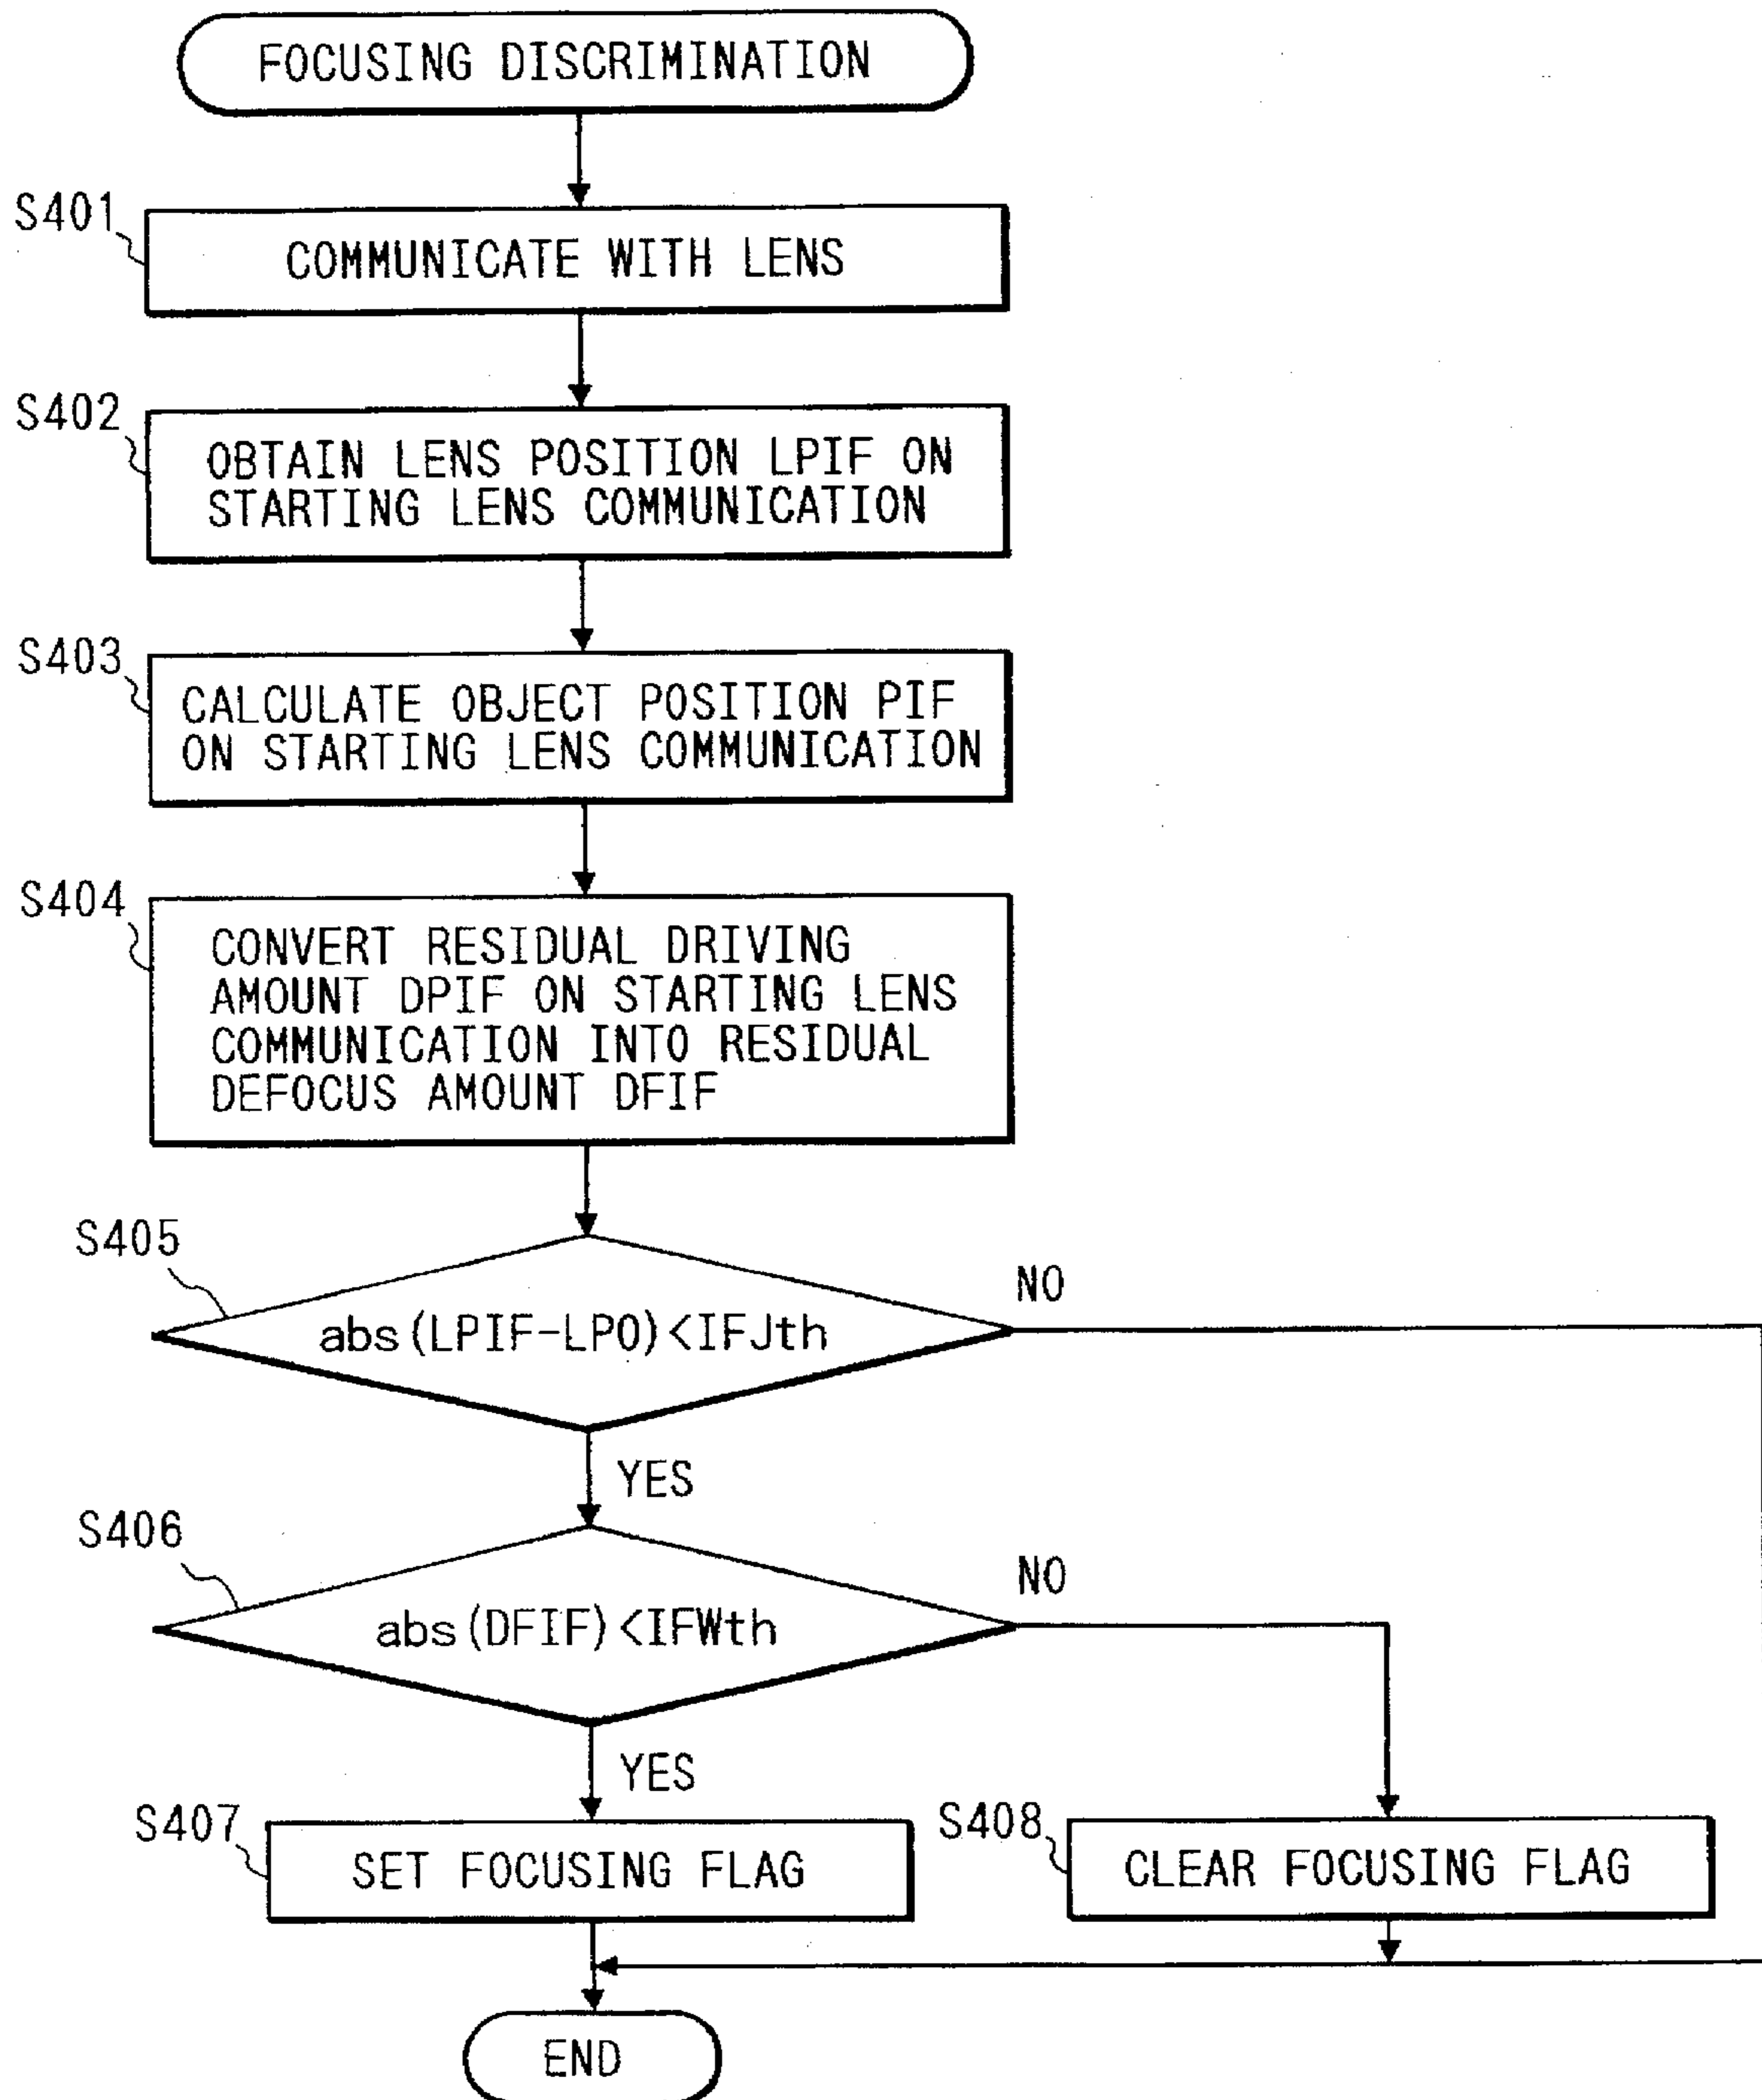 FOCUSING DISCRIMINATION
S401
COMMUNICATE WITH LENS
S402
OBTAIN LENS POSITION LPIF ON
STARTING LENS COMMUNICATION
S403
CALCULATE OBJECT POSITION PIF
ON STARTING LENS COMMUNICATION
S404
CONVERT RESIDUAL DRIVING
AMOUNT DPIF ON STARTING LENS
COMMUNICATION INTO RESIDUAL
DEFOCUS AMOUNT DFIF
S405
abs(LPIF-LP0)<IFJth
NO
YES
S406
abs(DFIF)<IFWth
NO
YES
S407
SET FOCUSING FLAG
S408
CLEAR FOCUSING FLAG
END